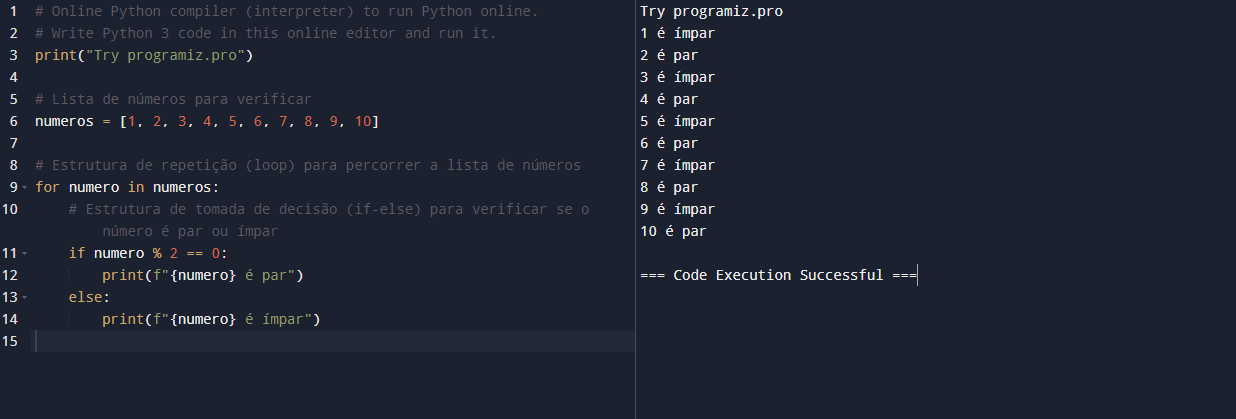 1 # Online Python compiler (interpreter) to run Python online.
2 # Write Python 3 code in this online editor and run it.
3 print("Try programiz.pro")
4
5 # Lista de números para verificar
6 numeros = [1, 2, 3, 4, 5, 6, 7, 8, 9, 10]
7
8 # Estrutura de repetição (loop) para percorrer a lista de números
9 for numero in numeros:
10 # Estrutura de tomada de decisão (if-else) para verificar se o
número é par ou ímpar
11 if numero % 2 == 0:
12 print(f"{numero} é par")
13 else:
14 print(f"{numero} é ímpar")
15
Try programiz.pro
1 é ímpar
2 é par
3 é ímpar
4 é par
5 é ímpar
6 é par
7 é ímpar
8 é par
9 é ímpar
10 é par
=== Code Execution Successful ===